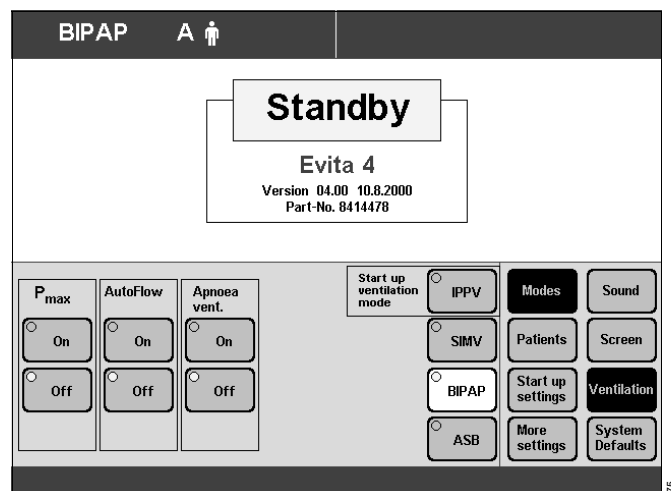 BIPAP A
Standby
Evita 4
Version 04.00 10.8.2000
Part-No. 8414478
Pmax
On
Off
AutoFlow
On
Off
Apnoea
vent.
On
Off
Start up
ventilation
mode
IPPV
SIMV
BIPAP
ASB
Modes
Patients
Start up
settings
More
settings
Sound
Screen
Ventilation
System
Defaults